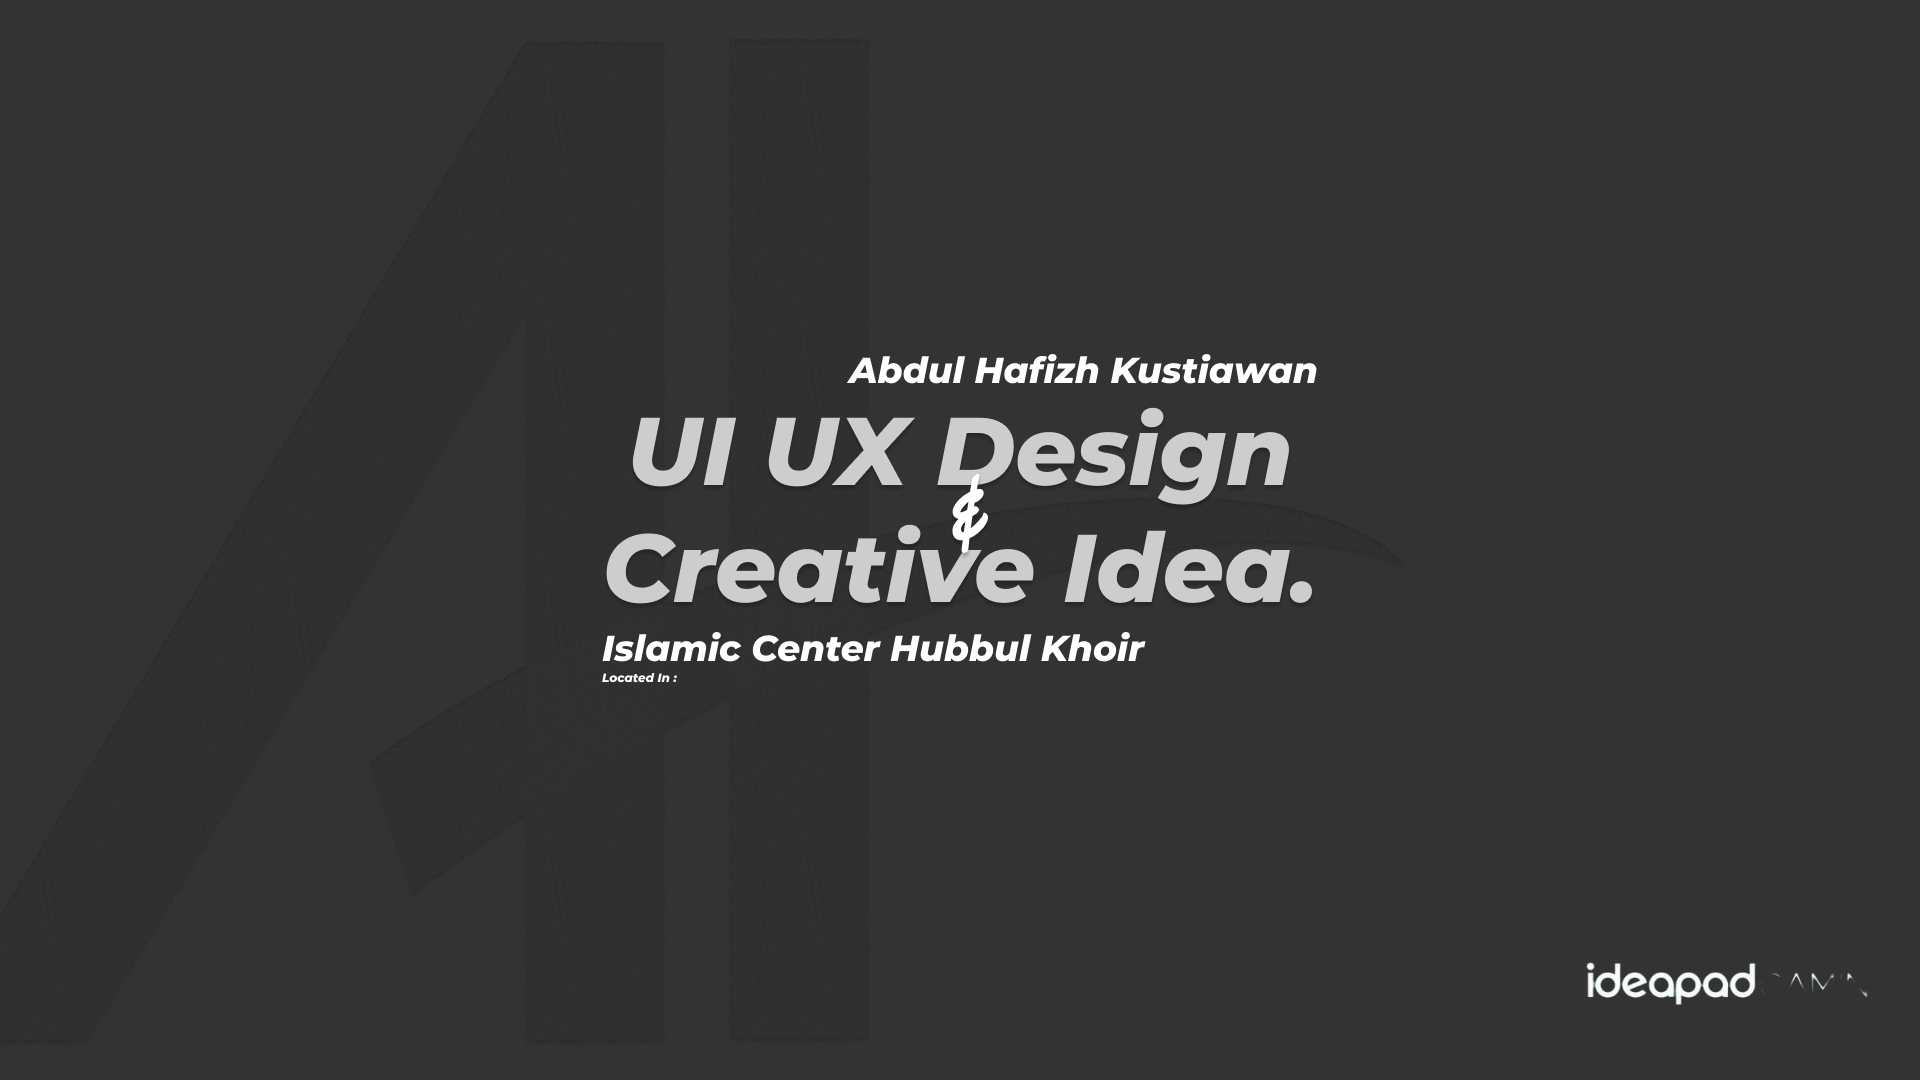 Abdul Hafizh Kustiawan
UI UX Design
&
Creative Idea.
Islamic Center Hubbul Khoir
Located In :
ideapad